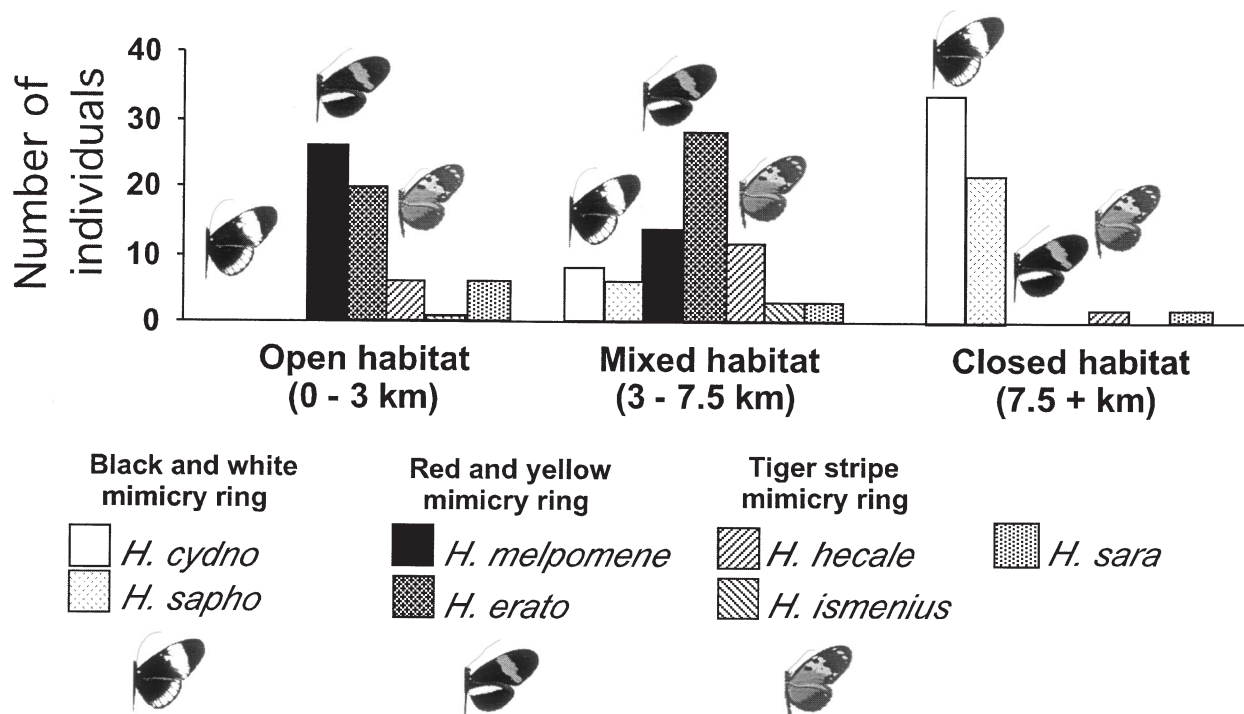 Number of
individuals
40
30
20
10
0
Open habitat
(0 - 3 km)
Mixed habitat
(3 - 7.5 km)
Closed habitat
(7.5 + km)
Black and white
mimicry ring
H. cydno
H. sapho
Red and yellow
mimicry ring
H. melpomene
H. erato
Tiger stripe
mimicry ring
H. hecale
H. ismenius
H. sara